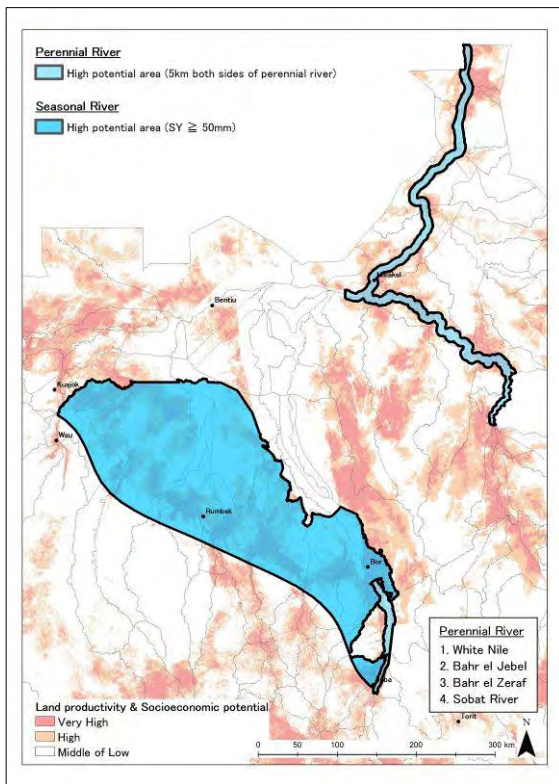 Perennial River
High potential area (5km both sides of perennial river)
Seasonal River
High potential area (SY ≧ 50mm)
Malakal
Bentiu
Kuajok
Wau
Rumbek
Bor
Juba
Torit
Perennial River
1. White Nile
2. Bahr el Jebel
3. Bahr el Zeraf
4. Sobat River
Land productivity & Socioeconomic potential
Very High
High
Middle of Low
N
0 50 100 200 300 km